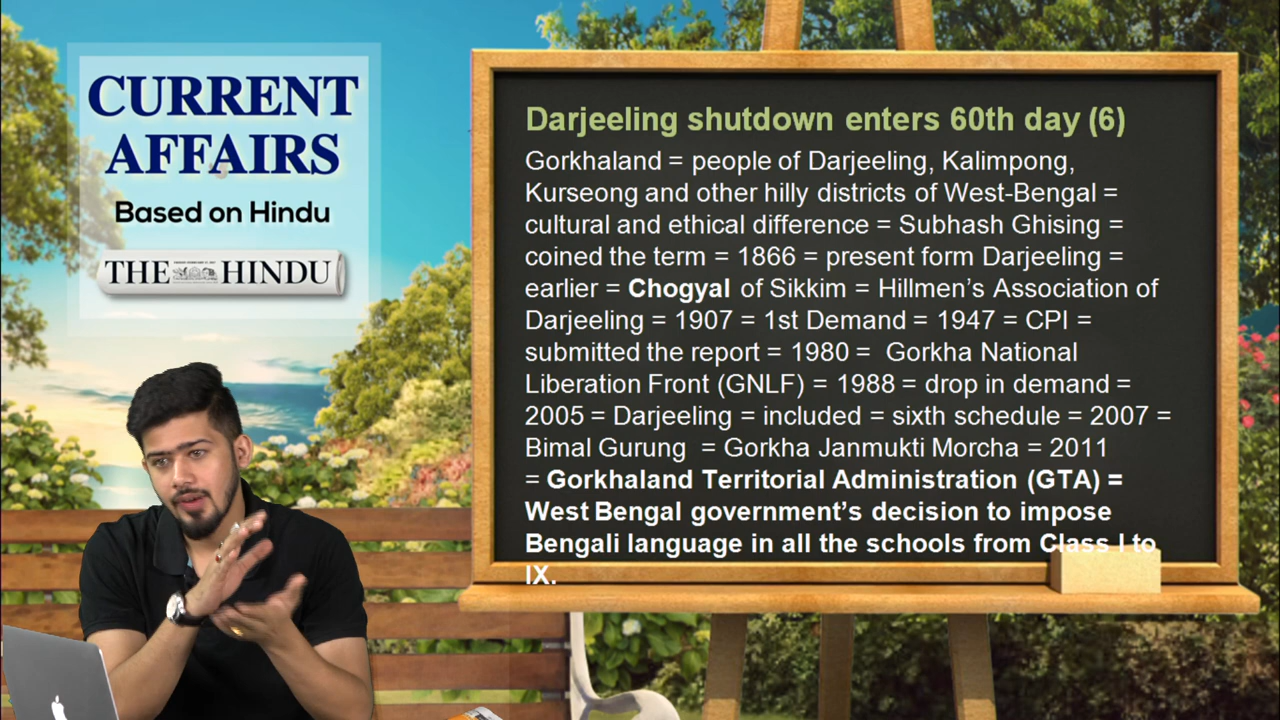 CURRENT
AFFAIRS
Based on Hindu
THE HINDU
Darjeeling shutdown enters 60th day (6)
Gorkhaland = people of Darjeeling, Kalimpong,
Kurseong and other hilly districts of West-Bengal =
cultural and ethical difference = Subhash Ghising =
coined the term = 1866 = present form Darjeeling =
earlier = Chogyal of Sikkim = Hillmen’s Association of
Darjeeling = 1907 = 1st Demand = 1947 = CPI =
submitted the report = 1980 = Gorkha National
Liberation Front (GNLF) = 1988 = drop in demand =
2005 = Darjeeling = included = sixth schedule = 2007 =
Bimal Gurung = Gorkha Janmukti Morcha = 2011
= Gorkhaland Territorial Administration (GTA) =
West Bengal government’s decision to impose
Bengali language in all the schools from Class I to
IX.